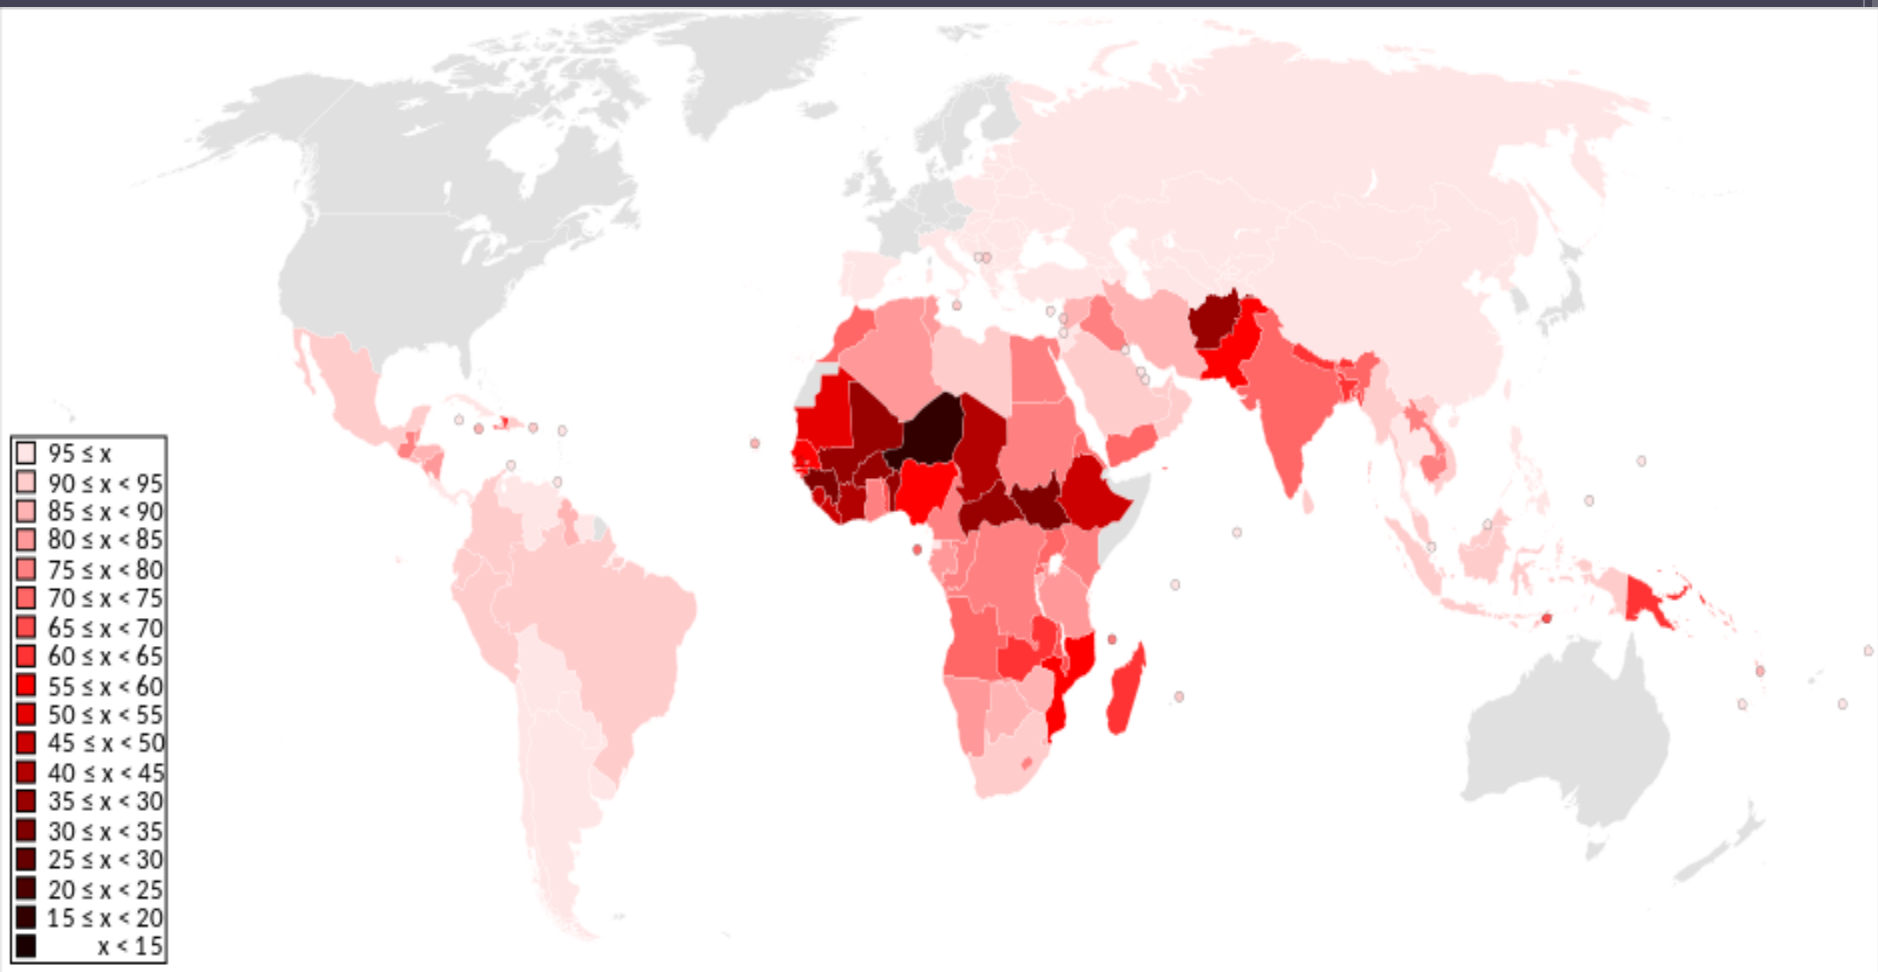 95 ≤ x
90 ≤ x < 95
85 ≤ x < 90
80 ≤ x < 85
75 ≤ x < 80
70 ≤ x < 75
65 ≤ x < 70
60 ≤ x < 65
55 ≤ x < 60
50 ≤ x < 55
45 ≤ x < 50
40 ≤ x < 45
35 ≤ x < 30
30 ≤ x < 35
25 ≤ x < 30
20 ≤ x < 25
15 ≤ x < 20
x < 15